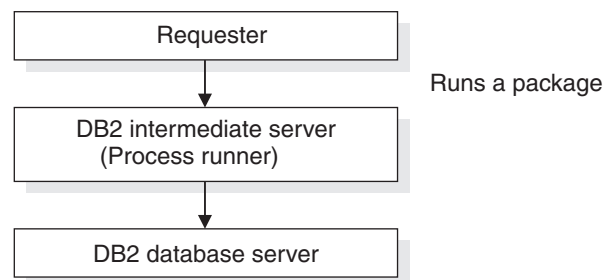 Requester
Runs a package
DB2 intermediate server
(Process runner)
DB2 database server